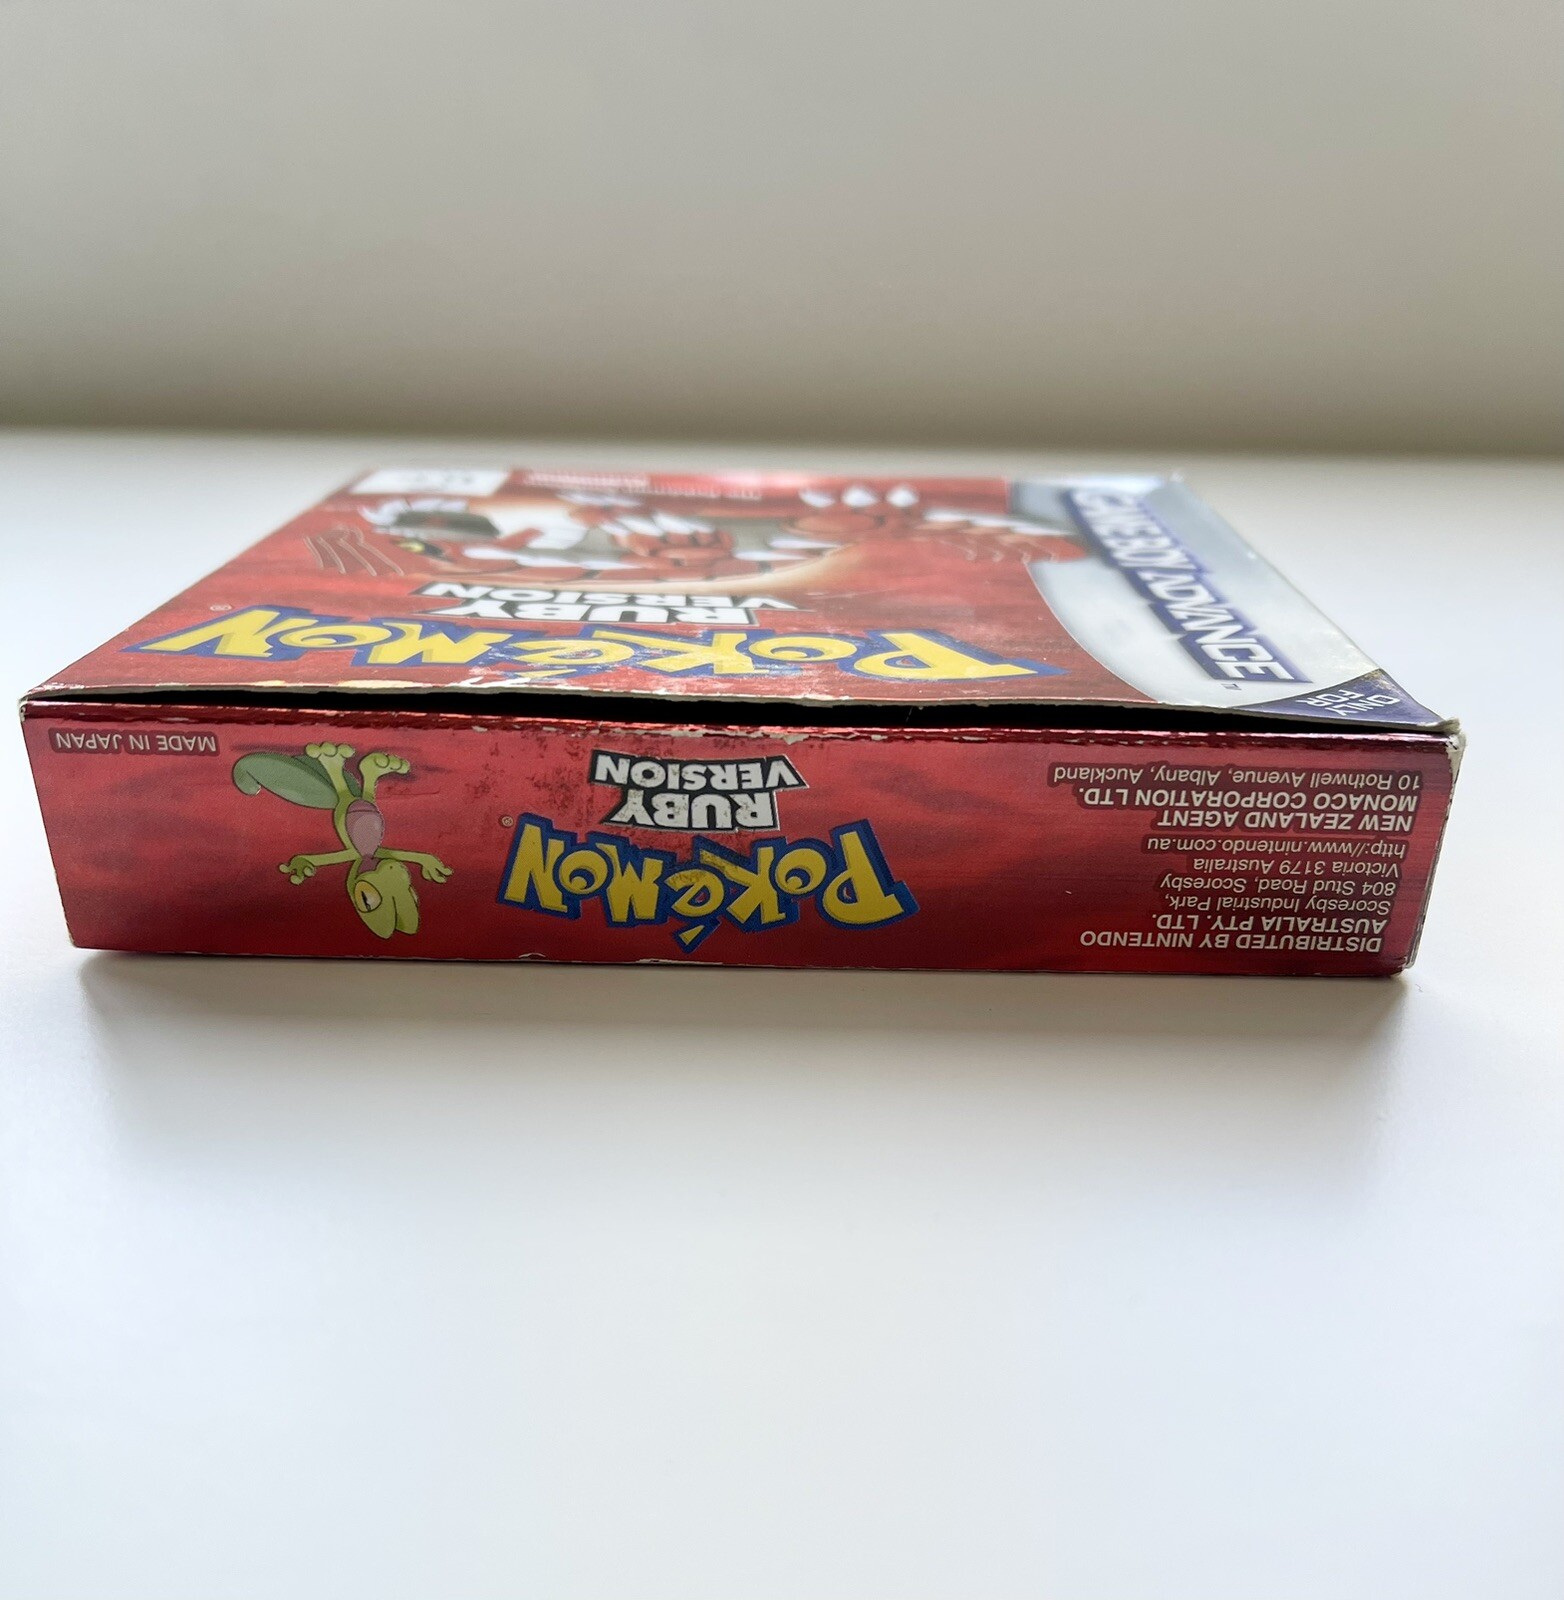 GAME BOY ADVANCE
TM
ONLY
FOR
POKéMON
®
RUBY
VERSION
DISTRIBUTED BY NINTENDO
AUSTRALIA PTY. LTD.
Scoresby Industrial Park,
804 Stud Road, Scoresby
Victoria 3179 Australia
http://www.nintendo.com.au
NEW ZEALAND AGENT
MONACO CORPORATION LTD.
10 Rothwell Avenue, Albany, Auckland
POKéMON
®
RUBY
VERSION
MADE IN JAPAN